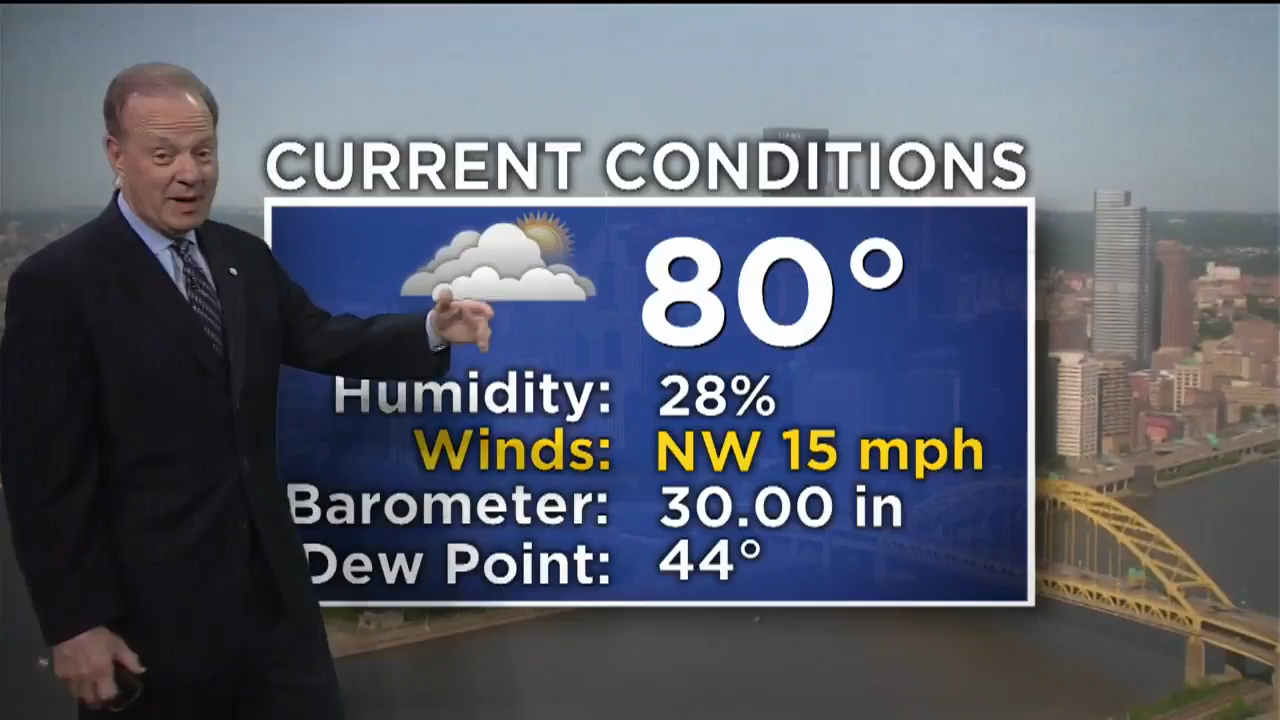 CURRENT CONDITIONS
80°
Humidity: 28%
Winds: NW 15 mph
Barometer: 30.00 in
Dew Point: 44°